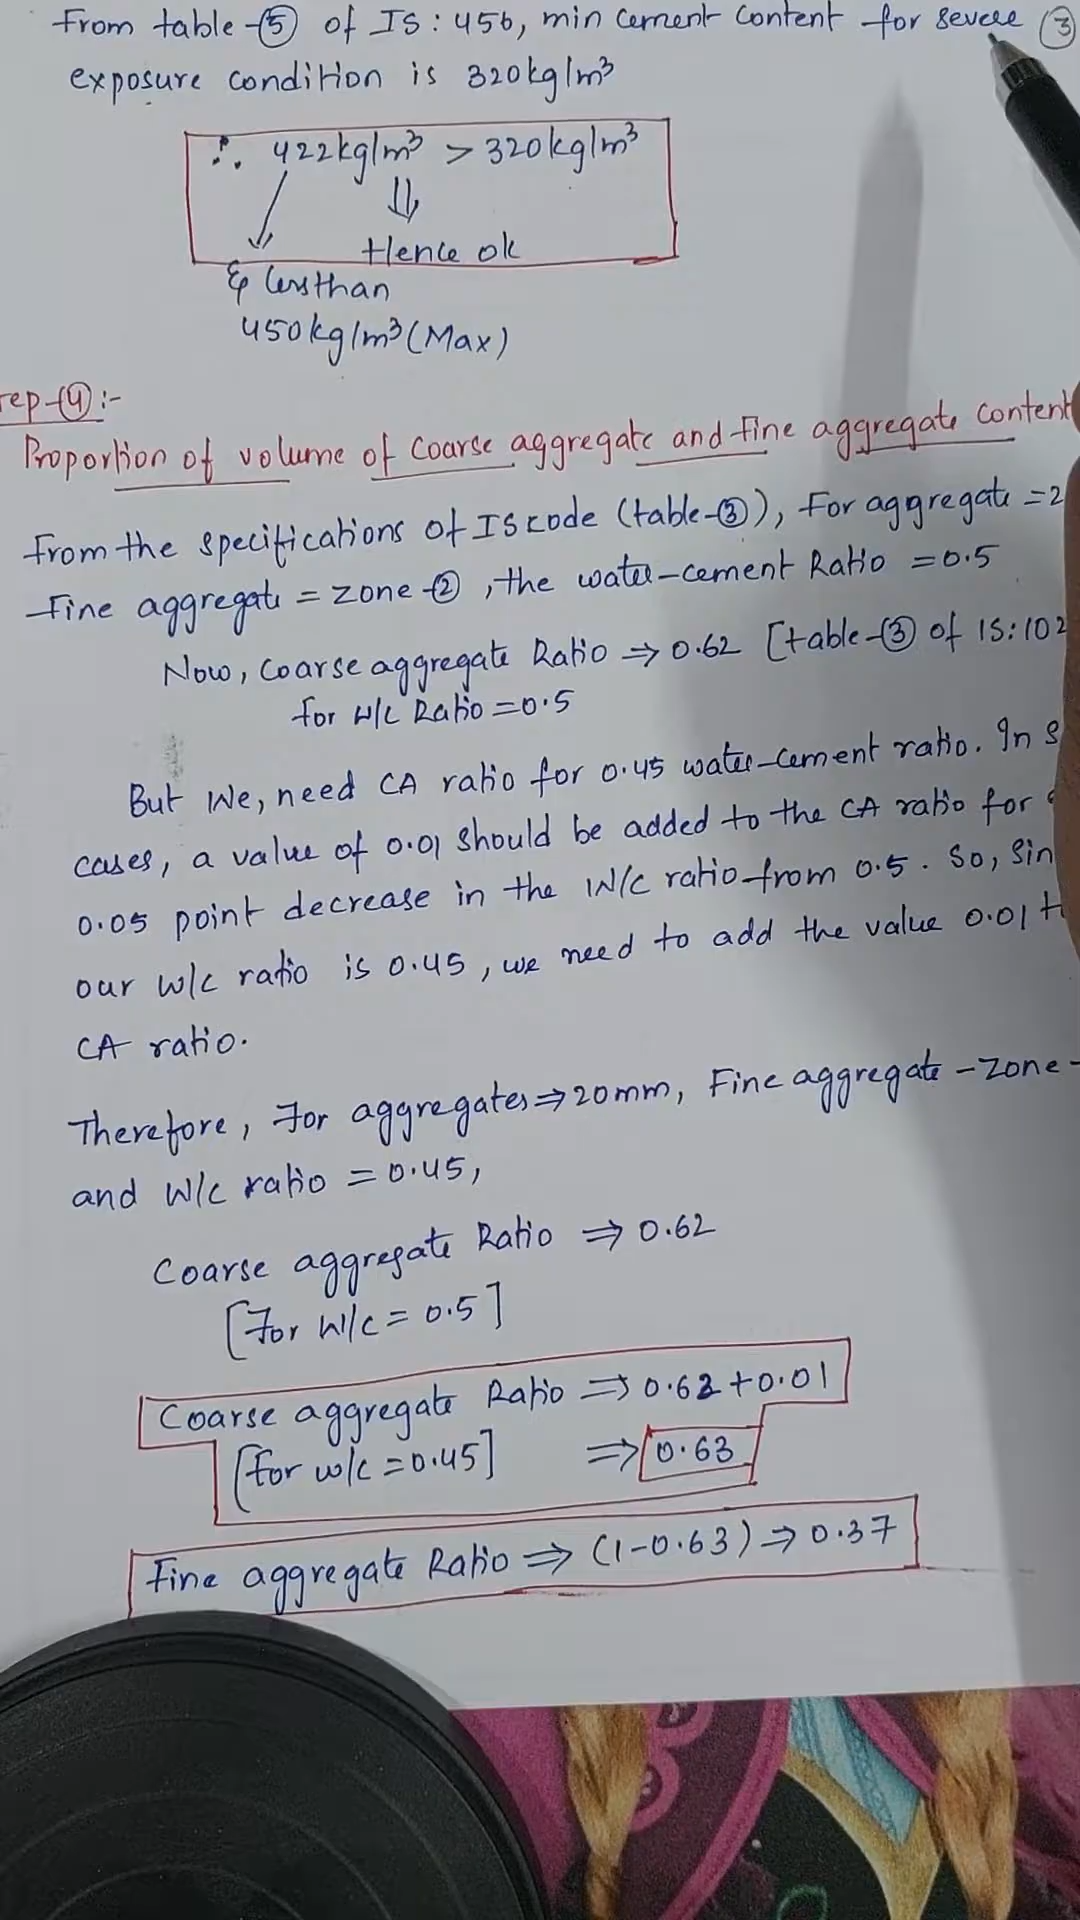 From table-⑤ of IS: 456, min cement content for severe ③
exposure condition is 320kg/m³
∴ 422kg/m³ > 320kg/m³
⇓
Hence ok
& less than
450kg/m³ (Max)
tep-④:-
Proportion of volume of coarse aggregate and fine aggregate content
From the specifications of IS code (table-③), For aggregate = 2
Fine aggregate = zone-②, the water-cement Ratio = 0.5
Now, Coarse aggregate Ratio ⇒ 0.62 [table-③ of IS: 102
for W/C Ratio = 0.5
But We, need CA ratio for 0.45 water-cement ratio. In s
cases, a value of 0.01 should be added to the CA ratio for
0.05 point decrease in the W/C ratio from 0.5. So, Sin
our W/C ratio is 0.45, we need to add the value 0.01 t
CA ratio.
Therefore, For aggregates ⇒ 20mm, Fine aggregate - Zone -
and W/C ratio = 0.45,
Coarse aggregate Ratio ⇒ 0.62
[For W/C = 0.5]
Coarse aggregate Ratio ⇒ 0.62 + 0.01
[for w/c = 0.45] ⇒ 0.63
Fine aggregate Ratio ⇒ (1-0.63) ⇒ 0.37